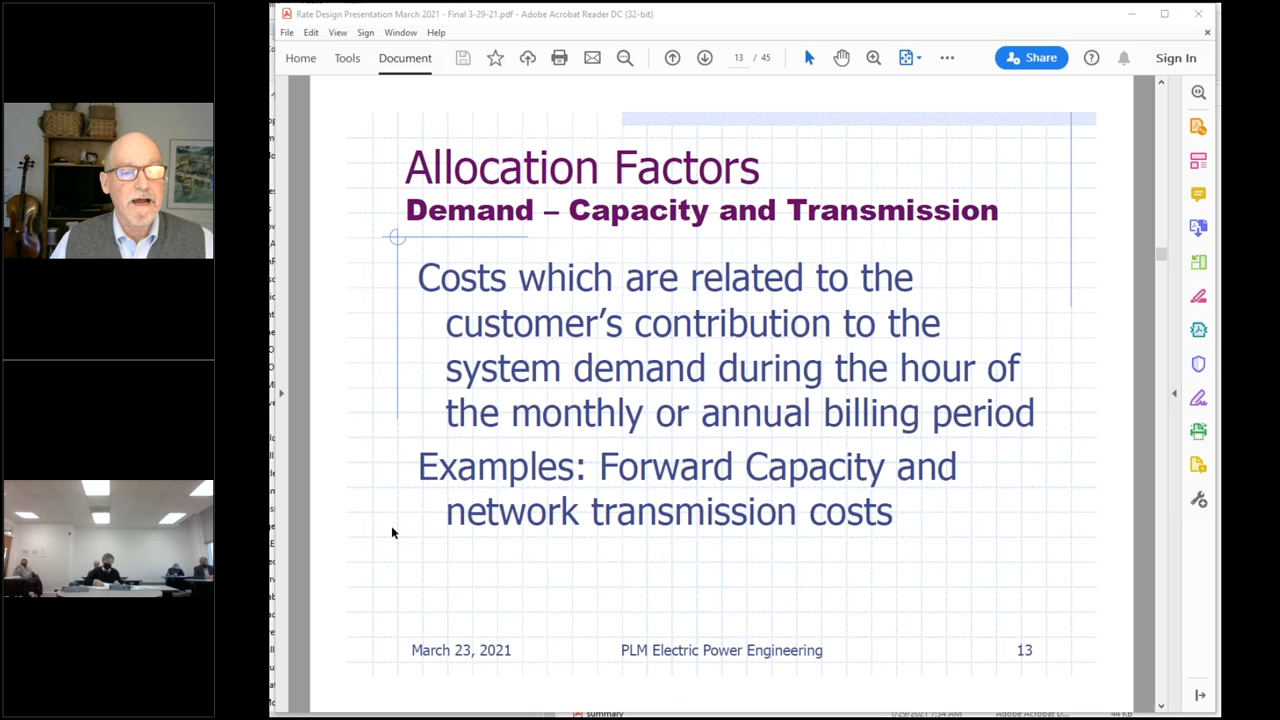 Rate Design Presentation March 2021 - Final 3-29-21.pdf - Adobe Acrobat Reader DC (32-bit)
File Edit View Sign Window Help
Home Tools Document 13 / 45 Share Sign In
Allocation Factors
Demand – Capacity and Transmission
Costs which are related to the
customer’s contribution to the
system demand during the hour of
the monthly or annual billing period
Examples: Forward Capacity and
network transmission costs
March 23, 2021 PLM Electric Power Engineering 13
summary